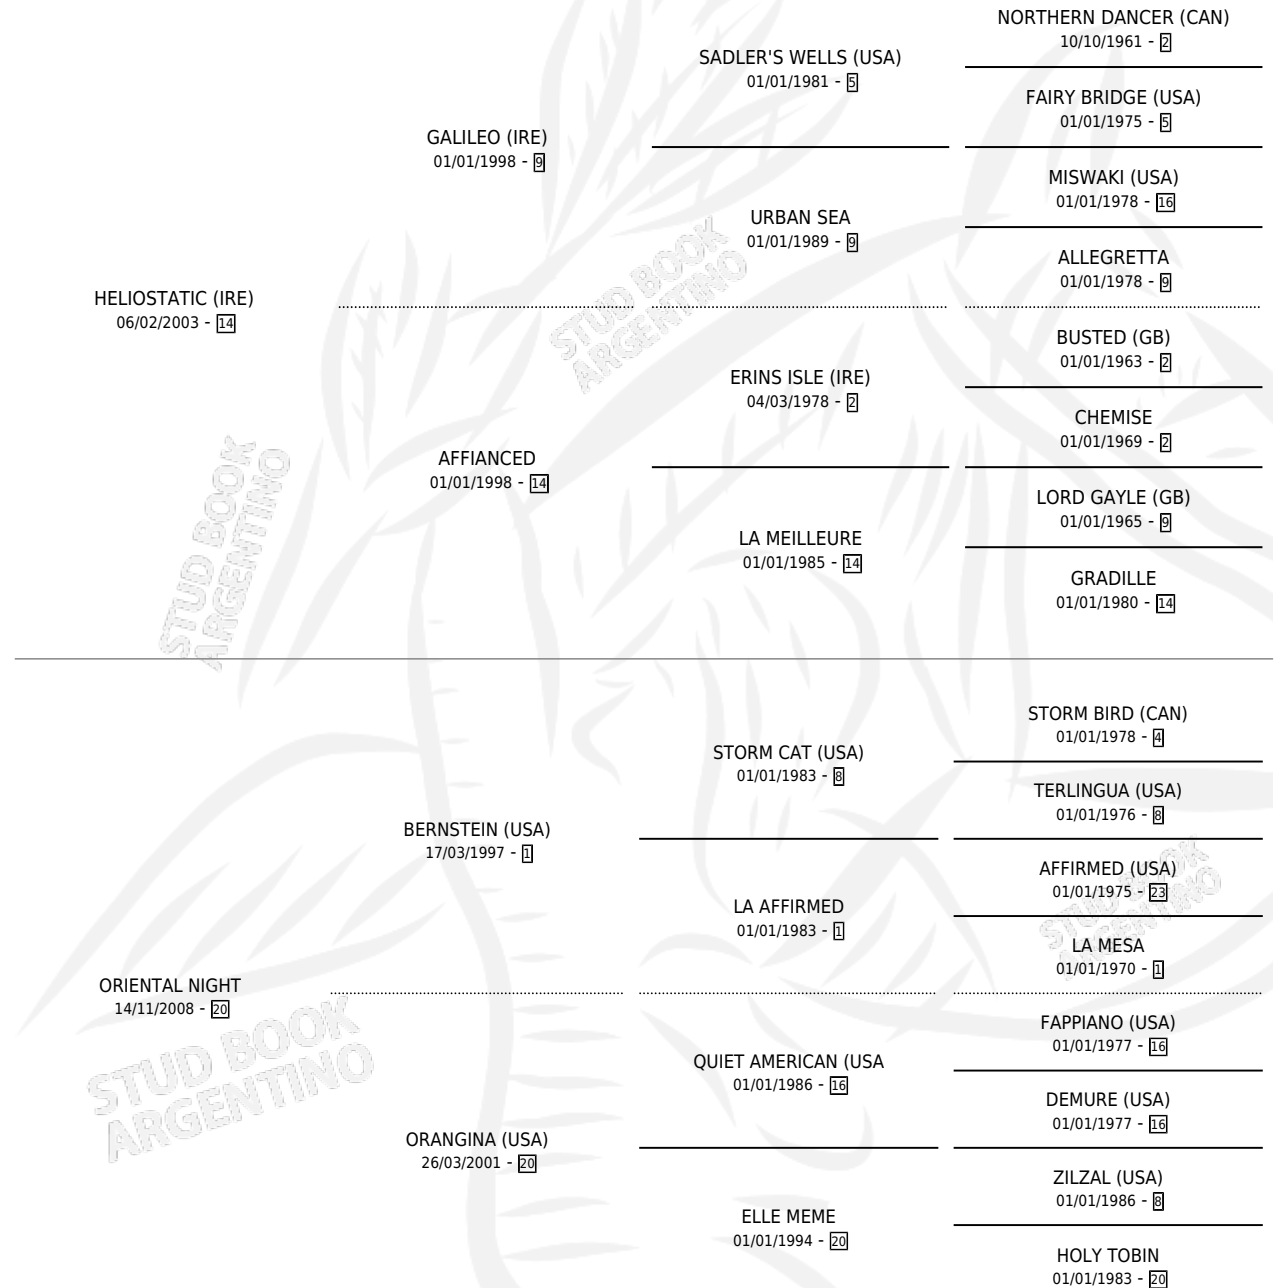 NORTHERN DANCER (CAN)
10/10/1961 - 2
SADLER'S WELLS (USA)
01/01/1981 - 5
FAIRY BRIDGE (USA)
01/01/1975 - 5
GALILEO (IRE)
01/01/1998 - 9
MISWAKI (USA)
01/01/1978 - 16
URBAN SEA
01/01/1989 - 9
ALLEGRETTA
01/01/1978 - 9
HELIOSTATIC (IRE)
06/02/2003 - 14
BUSTED (GB)
01/01/1963 - 2
ERINS ISLE (IRE)
04/03/1978 - 2
CHEMISE
01/01/1969 - 2
AFFIANCED
01/01/1998 - 14
LORD GAYLE (GB)
01/01/1965 - 9
LA MEILLEURE
01/01/1985 - 14
GRADILLE
01/01/1980 - 14
STORM BIRD (CAN)
01/01/1978 - 4
STORM CAT (USA)
01/01/1983 - 8
TERLINGUA (USA)
01/01/1976 - 8
BERNSTEIN (USA)
17/03/1997 - 1
AFFIRMED (USA)
01/01/1975 - 23
LA AFFIRMED
01/01/1983 - 1
LA MESA
01/01/1970 - 1
ORIENTAL NIGHT
14/11/2008 - 20
FAPPIANO (USA)
01/01/1977 - 16
QUIET AMERICAN (USA
01/01/1986 - 16
DEMURE (USA)
01/01/1977 - 16
ORANGINA (USA)
26/03/2001 - 20
ZILZAL (USA)
01/01/1986 - 8
ELLE MEME
01/01/1994 - 20
HOLY TOBIN
01/01/1983 - 20
STUD BOOK
ARGENTINO
STUD BOOK
ARGENTINO
STUD BOOK
ARGENTINO
STUD BOOK
ARGENTINO